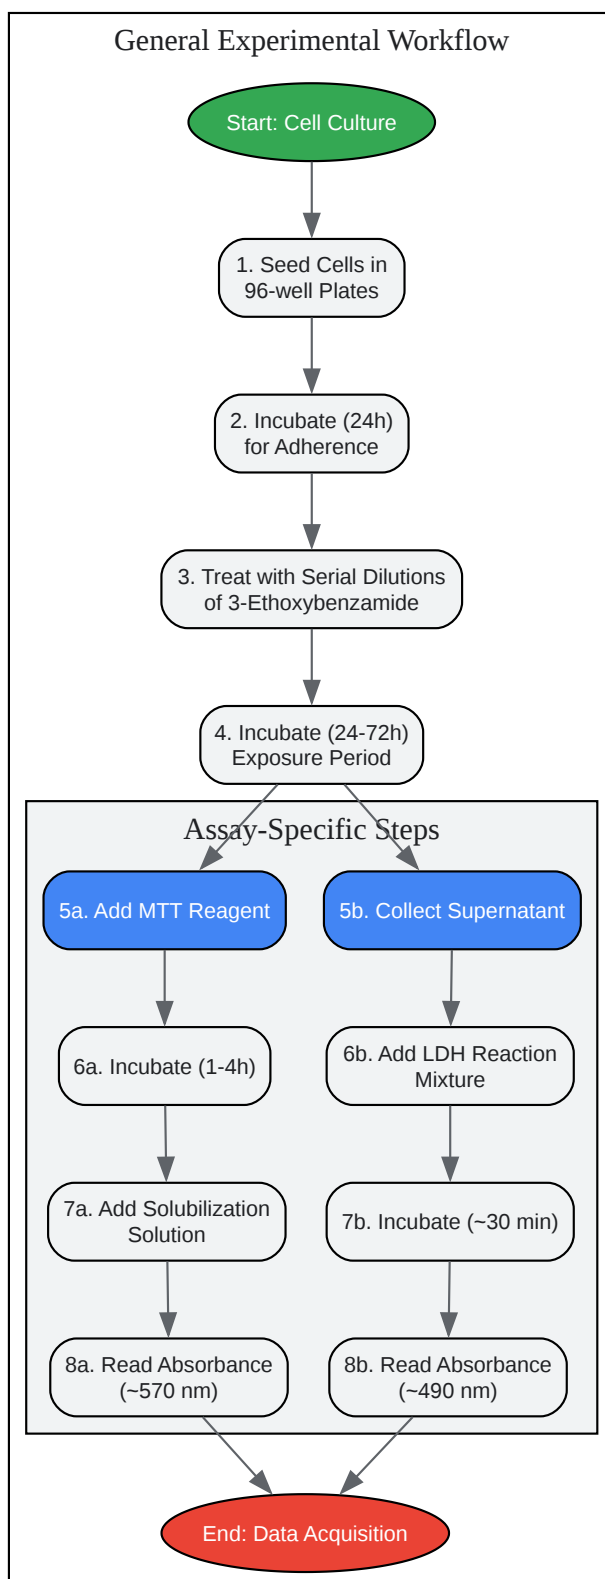 General Experimental Workflow
Start: Cell Culture
1. Seed Cells in
96-well Plates
2. Incubate (24h)
for Adherence
3. Treat with Serial Dilutions
of 3-Ethoxybenzamide
4. Incubate (24-72h)
Exposure Period
Assay-Specific Steps
5a. Add MTT Reagent
6a. Incubate (1-4h)
7a. Add Solubilization
Solution
8a. Read Absorbance
(~570 nm)
5b. Collect Supernatant
6b. Add LDH Reaction
Mixture
7b. Incubate (~30 min)
8b. Read Absorbance
(~490 nm)
End: Data Acquisition